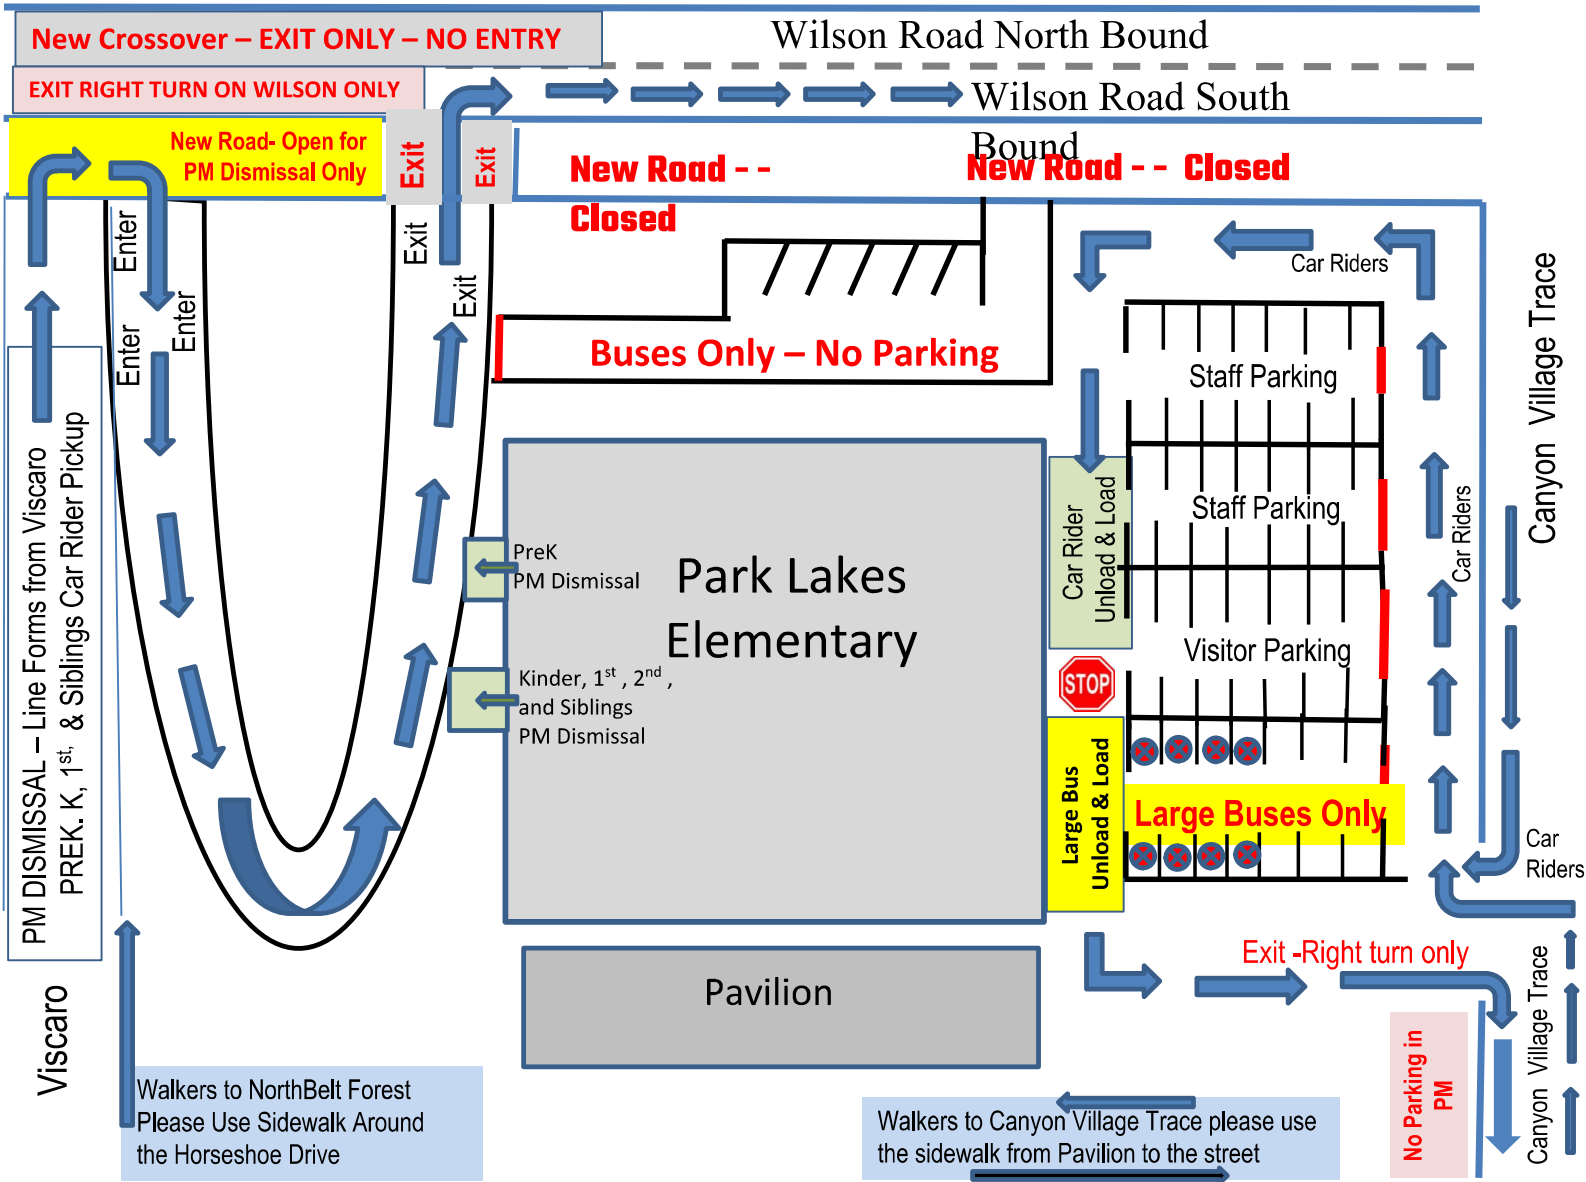 New Crossover – EXIT ONLY – NO ENTRY
Wilson Road North Bound
EXIT RIGHT TURN ON WILSON ONLY
Wilson Road South
Bound
New Road- Open for
PM Dismissal Only
Exit
Exit
New Road - -
Closed
New Road - - Closed
Enter
Enter
Enter
Exit
Exit
Car Riders
Canyon Village Trace
Buses Only – No Parking
Staff Parking
PM DISMISSAL – Line Forms from Viscaro
PREK. K, 1st, & Siblings Car Rider Pickup
Car Rider
Unload & Load
Staff Parking
Car Riders
PreK
PM Dismissal
Park Lakes
Elementary
Visitor Parking
Kinder, 1st , 2nd ,
and Siblings
PM Dismissal
STOP
Large Bus
Unload & Load
Large Buses Only
Car
Riders
Exit -Right turn only
Pavilion
Viscaro
No Parking in
PM
Canyon Village Trace
Walkers to NorthBelt Forest
Please Use Sidewalk Around
the Horseshoe Drive
Walkers to Canyon Village Trace please use
the sidewalk from Pavilion to the street